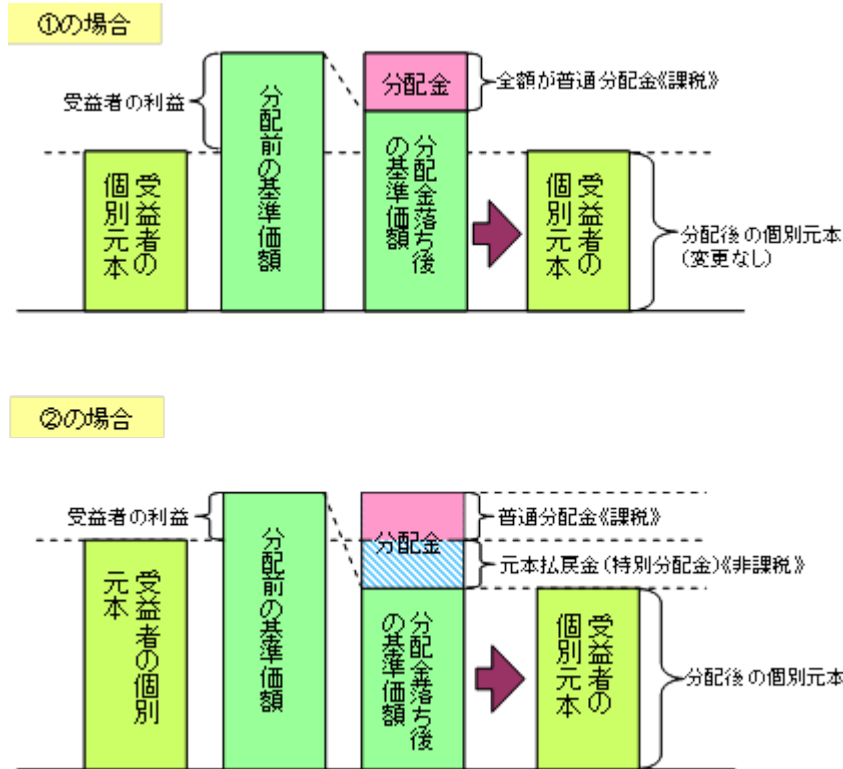 ①の場合
受益者の利益
分配前の基準価額
分配金
全額が普通分配金《課税》
受益者の
個別元本
分配金落ち後
の基準価額
受益者の
個別元本
分配後の個別元本
(変更なし)
②の場合
受益者の利益
分配前の基準価額
分配金
普通分配金《課税》
元本払戻金(特別分配金)《非課税》
受益者の個別
元本
分配金落ち後
の基準価額
受益者の
個別元本
分配後の個別元本